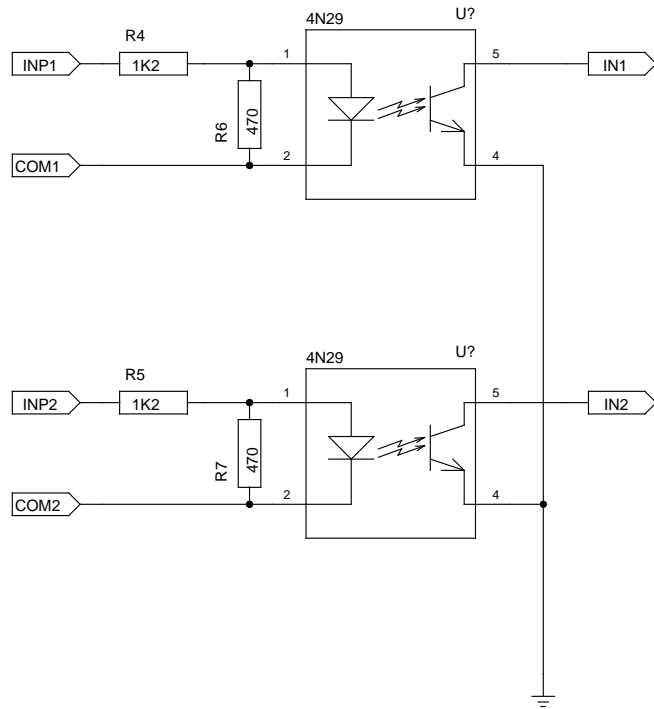 4N29 U?
R4
1 5
INP1 1K2 IN1
R6 470
2 4
COM1
4N29 U?
R5
1 5
INP2 1K2 IN2
R7 470
2 4
COM2